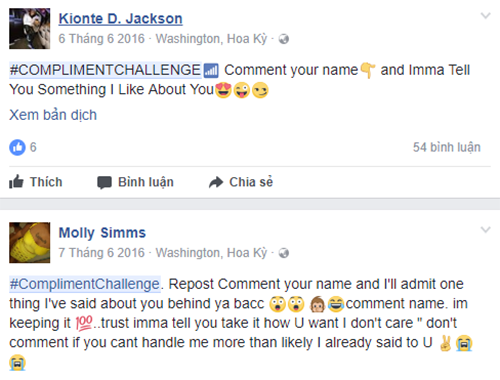 Kionte D. Jackson
6 Tháng 6 2016 · Washington, Hoa Kỳ ·
#COMPLIMENTCHALLENGE📶 Comment your name👇 and Imma Tell
You Something I Like About You😍😜😏
Xem bản dịch
6
54 bình luận
Thích Bình luận Chia sẻ
Molly Simms
7 Tháng 6 2016 · Washington, Hoa Kỳ ·
#ComplimentChallenge. Repost Comment your name and I'll admit one
thing I've said about you behind ya bacc 😲😲 🙊😂comment name. im
keeping it 💯..trust imma tell you take it how U want I don't care " don't
comment if you cant handle me more than likely I already said to U ✌😭
😭